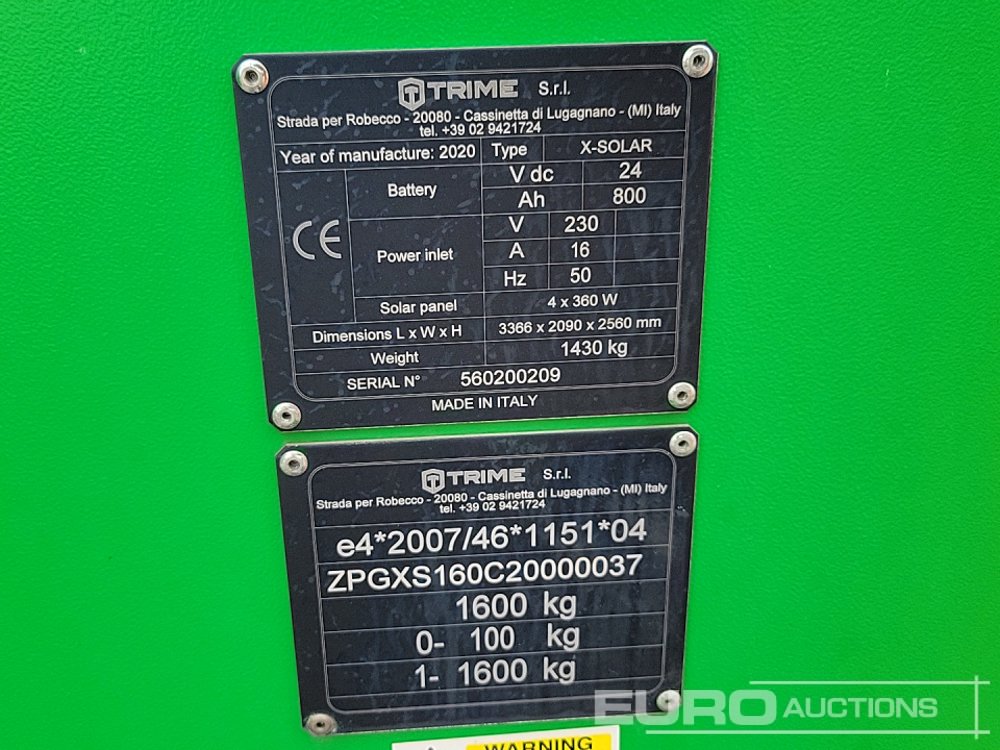 TRIME S.r.l.
Strada per Robecco - 20080 - Cassinetta di Lugagnano - (MI) Italy
tel. +39 02 9421724
Year of manufacture: 2020 Type X-SOLAR
CE
Battery
V dc 24
Ah 800
Power inlet
V 230
A 16
Hz 50
Solar panel 4 x 360 W
Dimensions L x W x H 3366 x 2090 x 2560 mm
Weight 1430 kg
SERIAL N° 560200209
MADE IN ITALY
TRIME S.r.l.
Strada per Robecco - 20080 - Cassinetta di Lugagnano - (MI) Italy
tel. +39 02 9421724
e4*2007/46*1151*04
ZPGXS160C20000037
1600 kg
0- 100 kg
1- 1600 kg
WARNING
EURO AUCTIONS